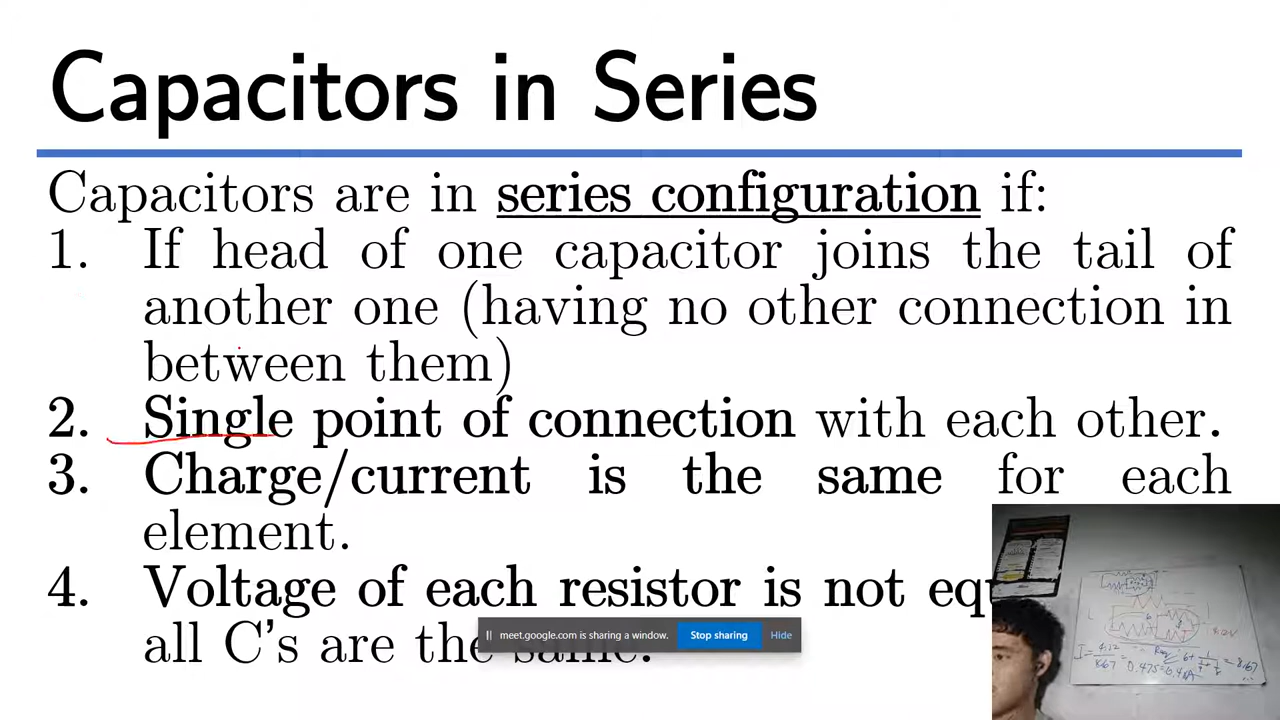 Capacitors in Series
Capacitors are in series configuration if:
1. If head of one capacitor joins the tail of
another one (having no other connection in
between them)
2. Single point of connection with each other.
3. Charge/current is the same for each
element.
4. Voltage of each resistor is not
all C's are the same.
meet.google.com is sharing a window. Stop sharing Hide